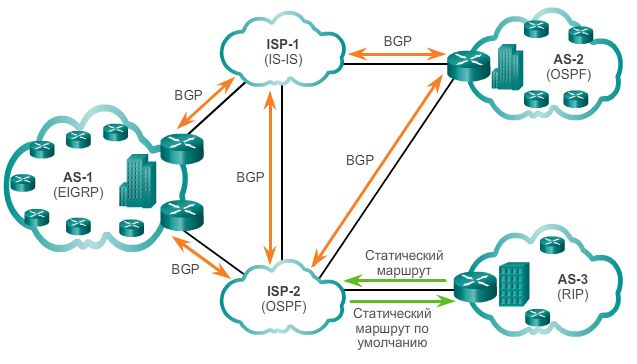 ISP-1
(IS-IS)
BGP
AS-2
(OSPF)
BGP
AS-1
(EIGRP)
BGP
BGP
BGP
ISP-2
(OSPF)
Статический
маршрут
AS-3
(RIP)
Статический
маршрут по
умолчанию